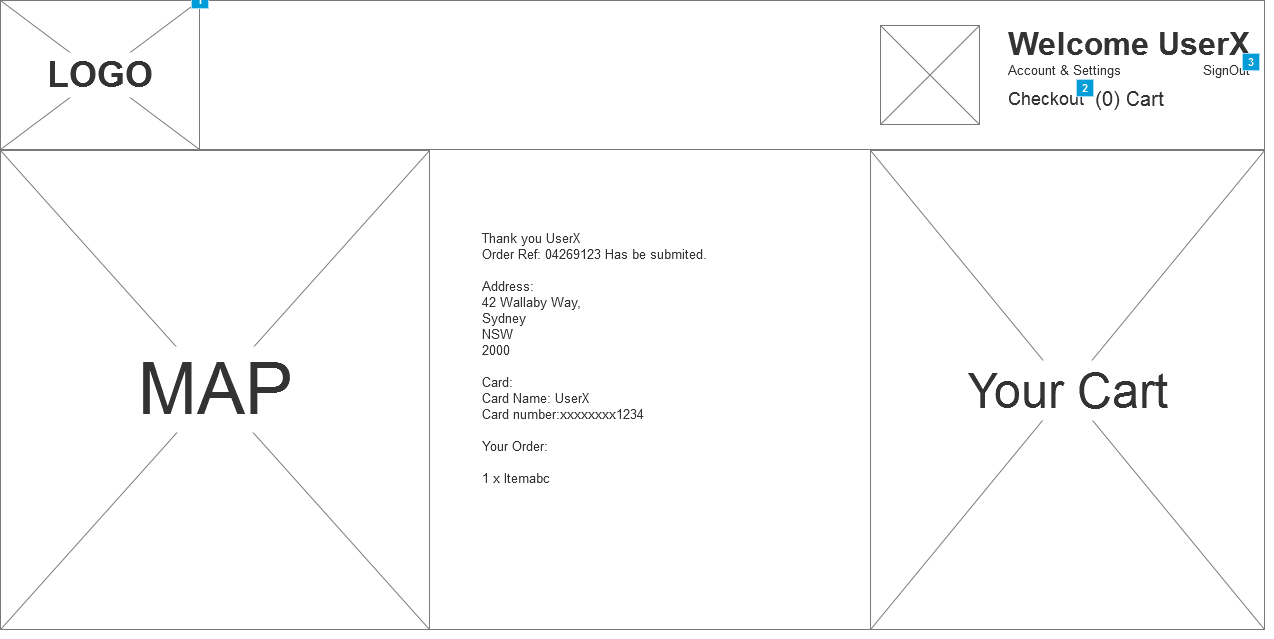 1
LOGO
Welcome UserX
Account & Settings
SignOut
3
Checkout
2
(0) Cart
MAP
Thank you UserX
Order Ref: 04269123 Has be submited.
Address:
42 Wallaby Way,
Sydney
NSW
2000
Card:
Card Name: UserX
Card number:xxxxxxxx1234
Your Order:
1 x Itemabc
Your Cart